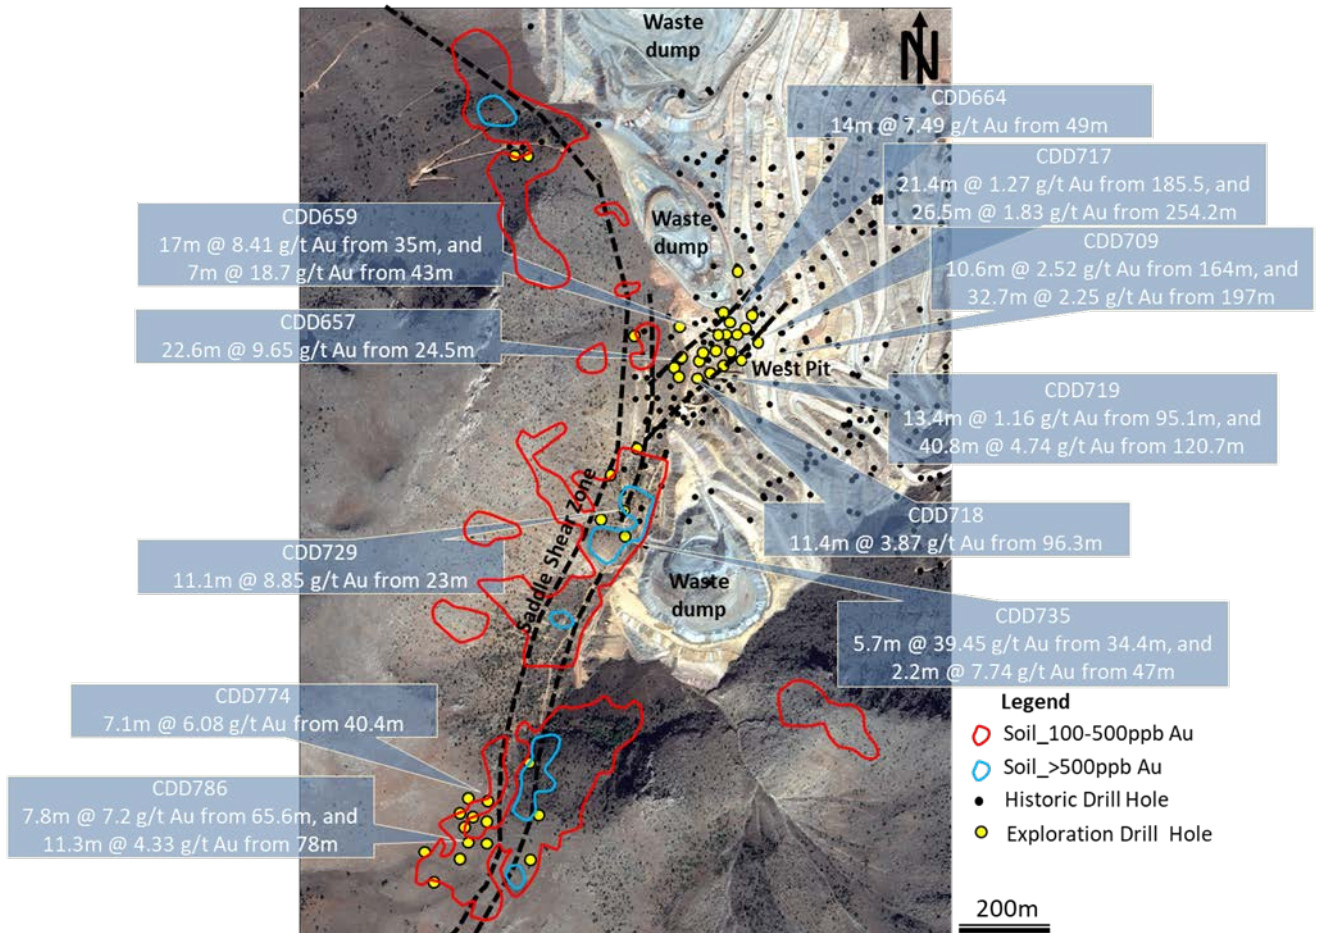 Waste
dump
N
CDD664
14m @ 7.49 g/t Au from 49m
CDD717
21.4m @ 1.27 g/t Au from 185.5, and
26.5m @ 1.83 g/t Au from 254.2m
CDD659
17m @ 8.41 g/t Au from 35m, and
7m @ 18.7 g/t Au from 43m
Waste
dump
CDD709
10.6m @ 2.52 g/t Au from 164m, and
32.7m @ 2.25 g/t Au from 197m
CDD657
22.6m @ 9.65 g/t Au from 24.5m
West Pit
CDD719
13.4m @ 1.16 g/t Au from 95.1m, and
40.8m @ 4.74 g/t Au from 120.7m
Saddle Shear Zone
CDD718
11.4m @ 3.87 g/t Au from 96.3m
CDD729
11.1m @ 8.85 g/t Au from 23m
Waste
dump
CDD735
5.7m @ 39.45 g/t Au from 34.4m, and
2.2m @ 7.74 g/t Au from 47m
CDD774
7.1m @ 6.08 g/t Au from 40.4m
CDD786
7.8m @ 7.2 g/t Au from 65.6m, and
11.3m @ 4.33 g/t Au from 78m
Legend
Soil_100-500ppb Au
Soil_>500ppb Au
Historic Drill Hole
Exploration Drill Hole
200m